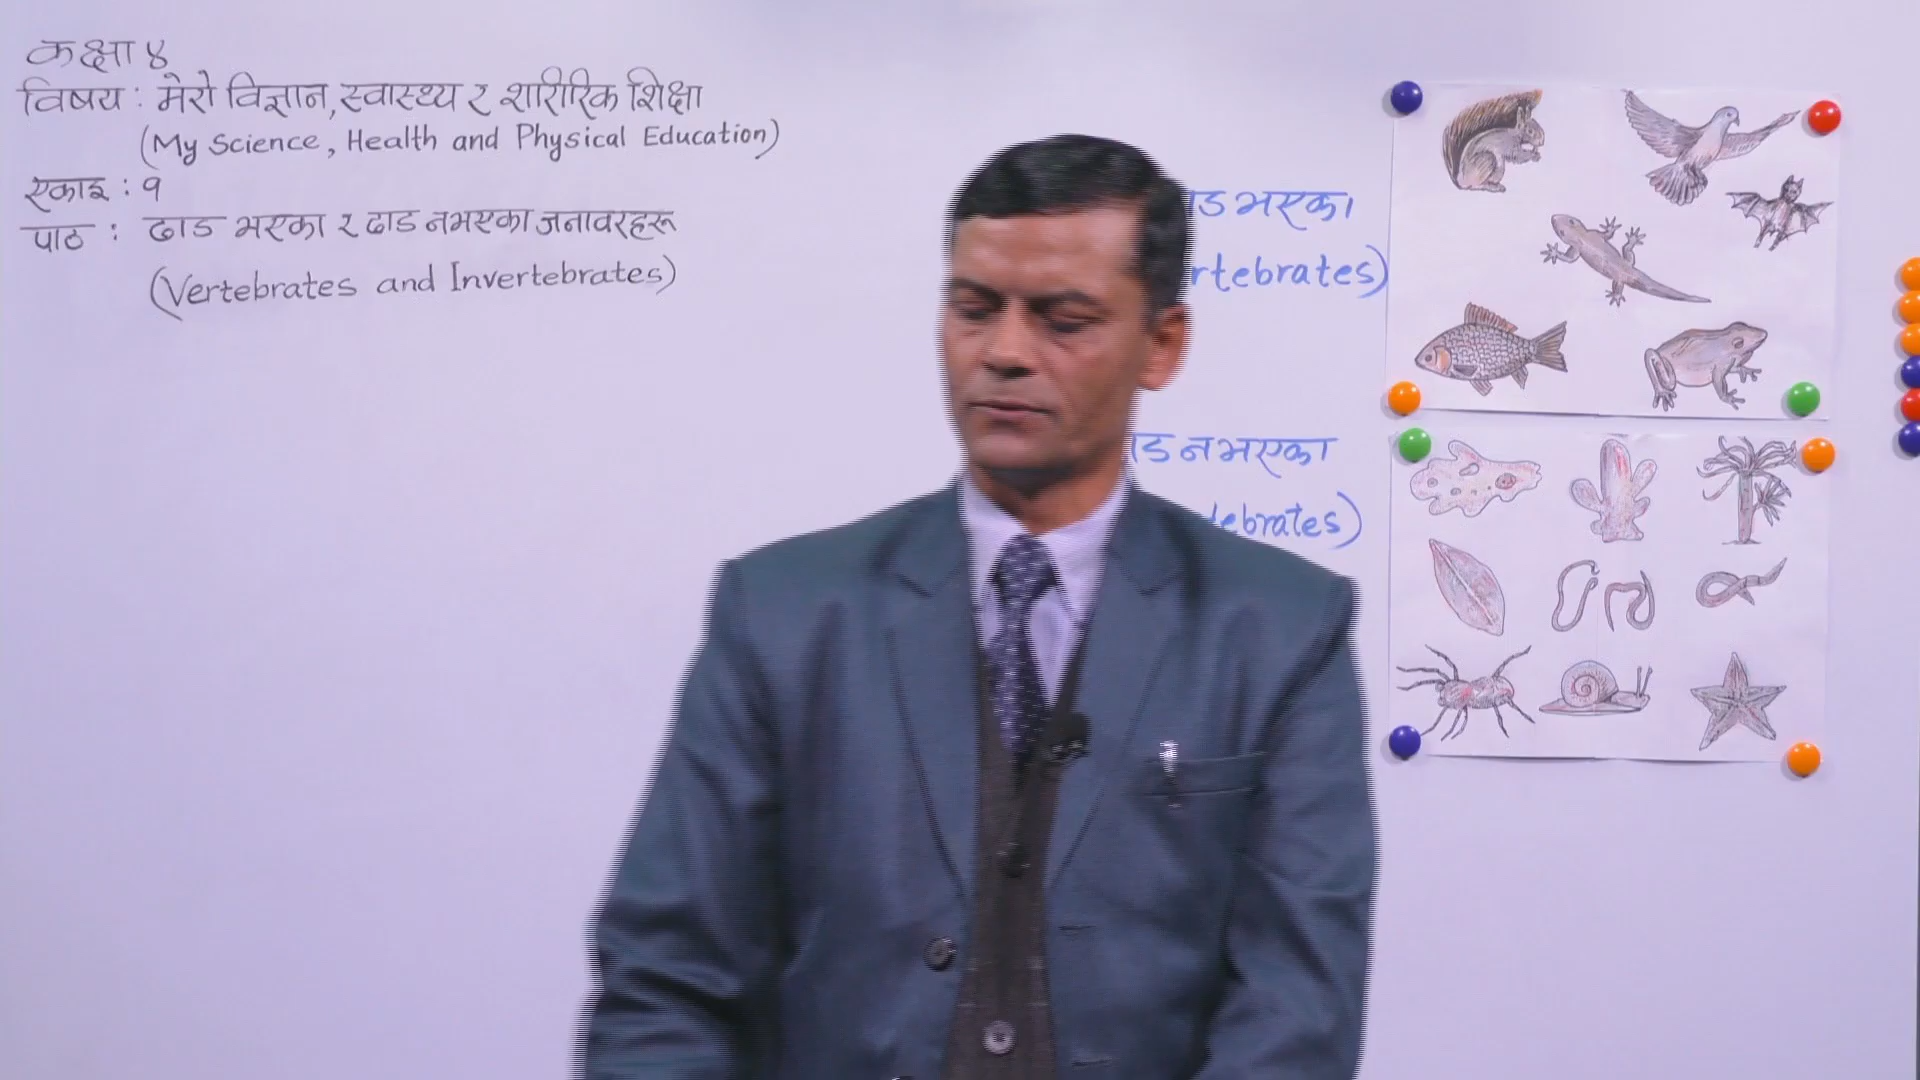 कक्षा ४
विषय : मेरो विज्ञान, स्वास्थ्य र शारीरिक शिक्षा
(My Science, Health and Physical Education)
एकाइ : १
पाठ : ढाड भएका र ढाड नभएका जनावरहरू
(Vertebrates and Invertebrates)
भएका
rtebrates)
नभएका
tebrates)